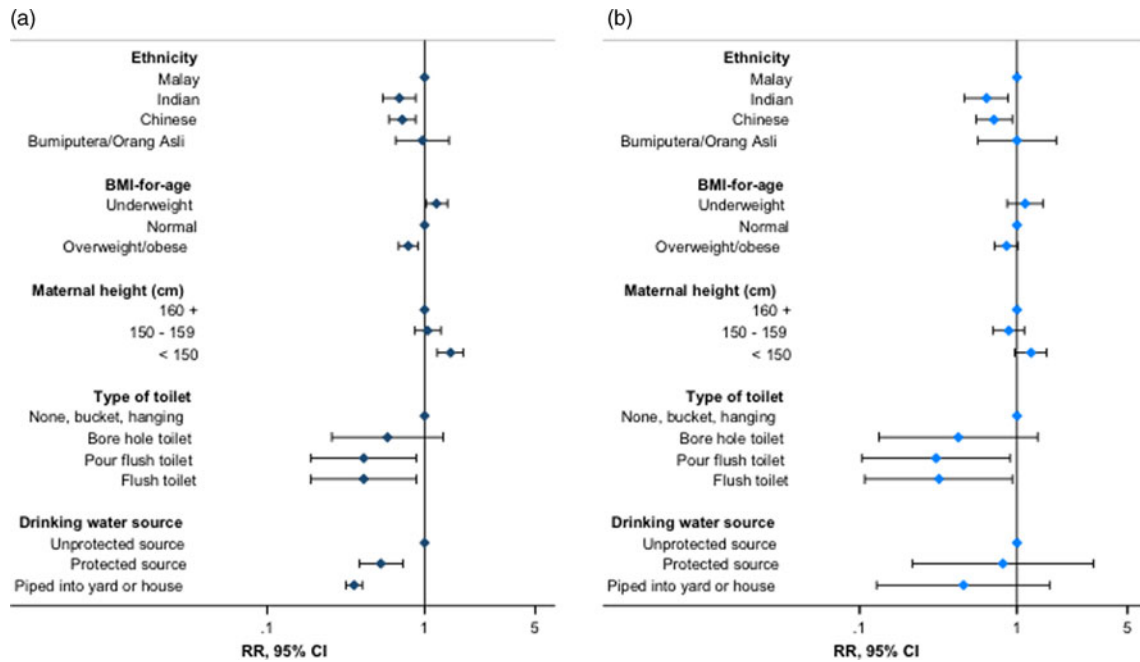 (a)
Ethnicity
Malay
Indian
Chinese
Bumiputera/Orang Asli
BMI-for-age
Underweight
Normal
Overweight/obese
Maternal height (cm)
160 +
150 - 159
< 150
Type of toilet
None, bucket, hanging
Bore hole toilet
Pour flush toilet
Flush toilet
Drinking water source
Unprotected source
Protected source
Piped into yard or house
.1 1 5
RR, 95% CI
(b)
Ethnicity
Malay
Indian
Chinese
Bumiputera/Orang Asli
BMI-for-age
Underweight
Normal
Overweight/obese
Maternal height (cm)
160 +
150 - 159
< 150
Type of toilet
None, bucket, hanging
Bore hole toilet
Pour flush toilet
Flush toilet
Drinking water source
Unprotected source
Protected source
Piped into yard or house
.1 1 5
RR, 95% CI